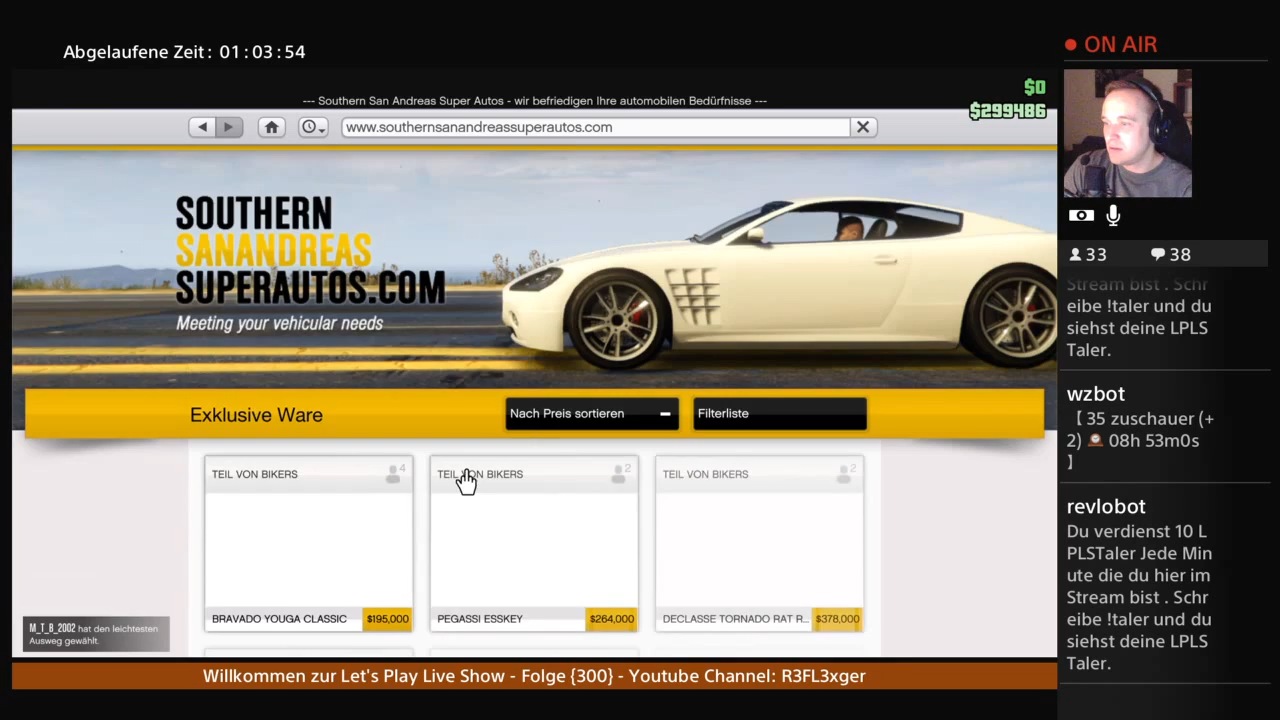 Abgelaufene Zeit: 01:03:54
ON AIR
--- Southern San Andreas Super Autos - wir befriedigen Ihre automobilen Bedürfnisse ---
$0
$299486
www.southernsanandreassuperautos.com
SOUTHERN
SANANDREAS
SUPERAUTOS.COM
Meeting your vehicular needs
33
38
Stream bist . Schr
eibe !taler und du
siehst deine LPLS
Taler.
Exklusive Ware
Nach Preis sortieren
Filterliste
wzbot
【 35 zuschauer (+
2) 🕰 08h 53m0s
】
TEIL VON BIKERS
4
TEIL VON BIKERS
2
TEIL VON BIKERS
2
BRAVADO YOUGA CLASSIC
$195,000
PEGASSI ESSKEY
$264,000
DECLASSE TORNADO RAT R...
$378,000
revlobot
Du verdienst 10 L
PLSTaler Jede Min
ute die du hier im
Stream bist . Schr
eibe !taler und du
siehst deine LPLS
Taler.
M_T_B_2002 hat den leichtesten
Ausweg gewählt.
Willkommen zur Let's Play Live Show - Folge {300} - Youtube Channel: R3FL3xger